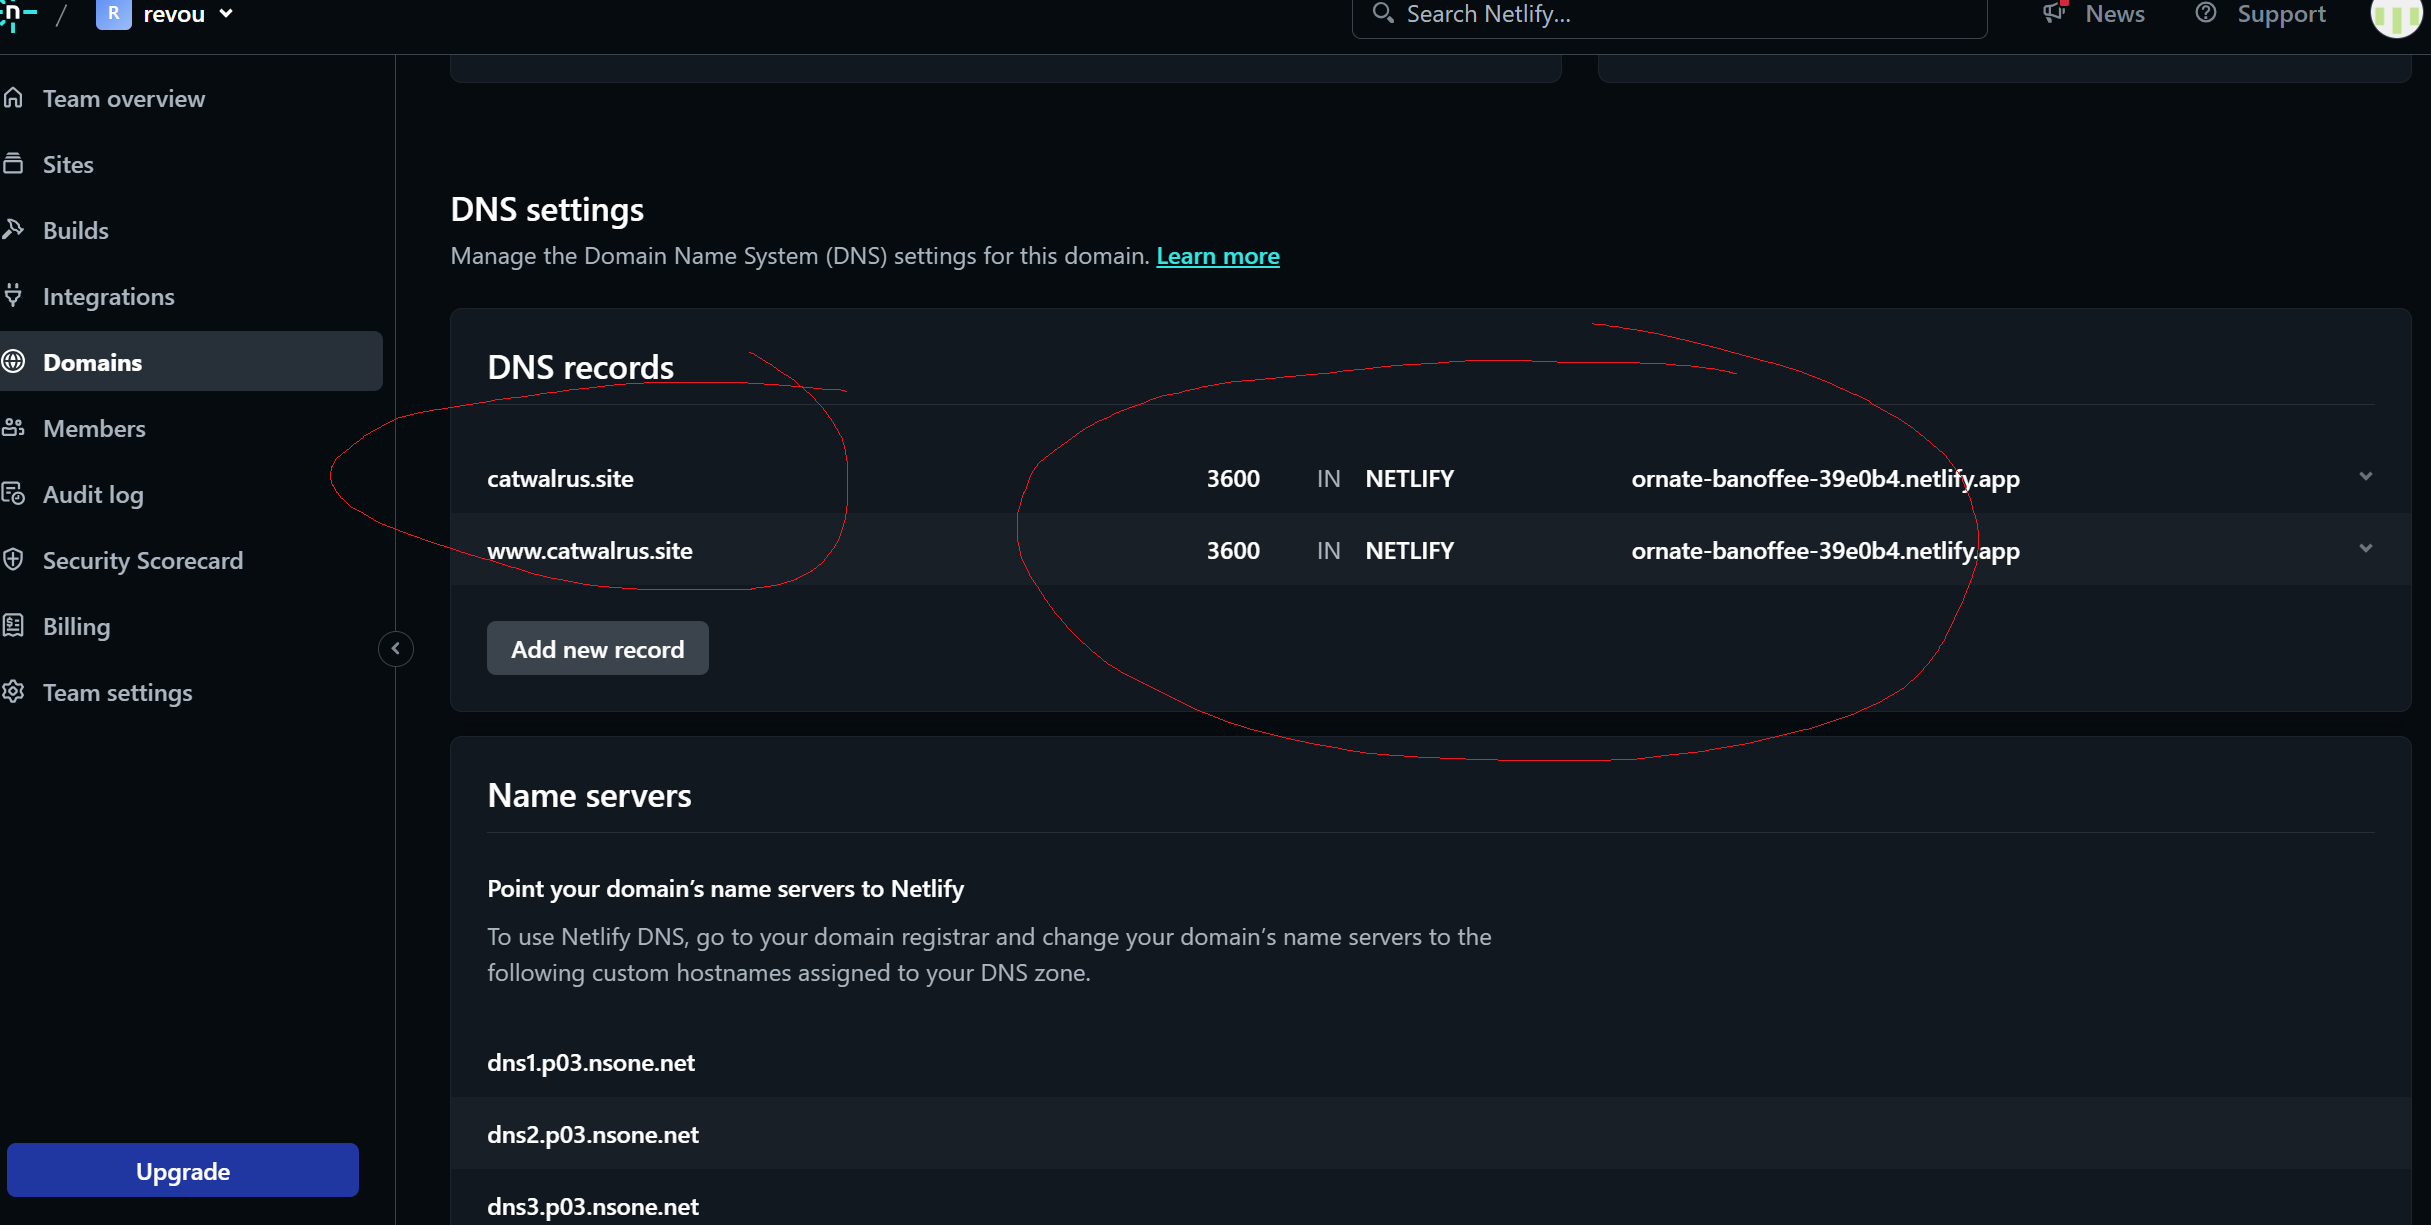 n / R revou
Search Netlify...
News
Support
Team overview
Sites
Builds
Integrations
Domains
Members
Audit log
Security Scorecard
Billing
Team settings
Upgrade
DNS settings
Manage the Domain Name System (DNS) settings for this domain. Learn more
DNS records
catwalrus.site 3600 IN NETLIFY ornate-banoffee-39e0b4.netlify.app
www.catwalrus.site 3600 IN NETLIFY ornate-banoffee-39e0b4.netlify.app
Add new record
Name servers
Point your domain’s name servers to Netlify
To use Netlify DNS, go to your domain registrar and change your domain’s name servers to the
following custom hostnames assigned to your DNS zone.
dns1.p03.nsone.net
dns2.p03.nsone.net
dns3.p03.nsone.net